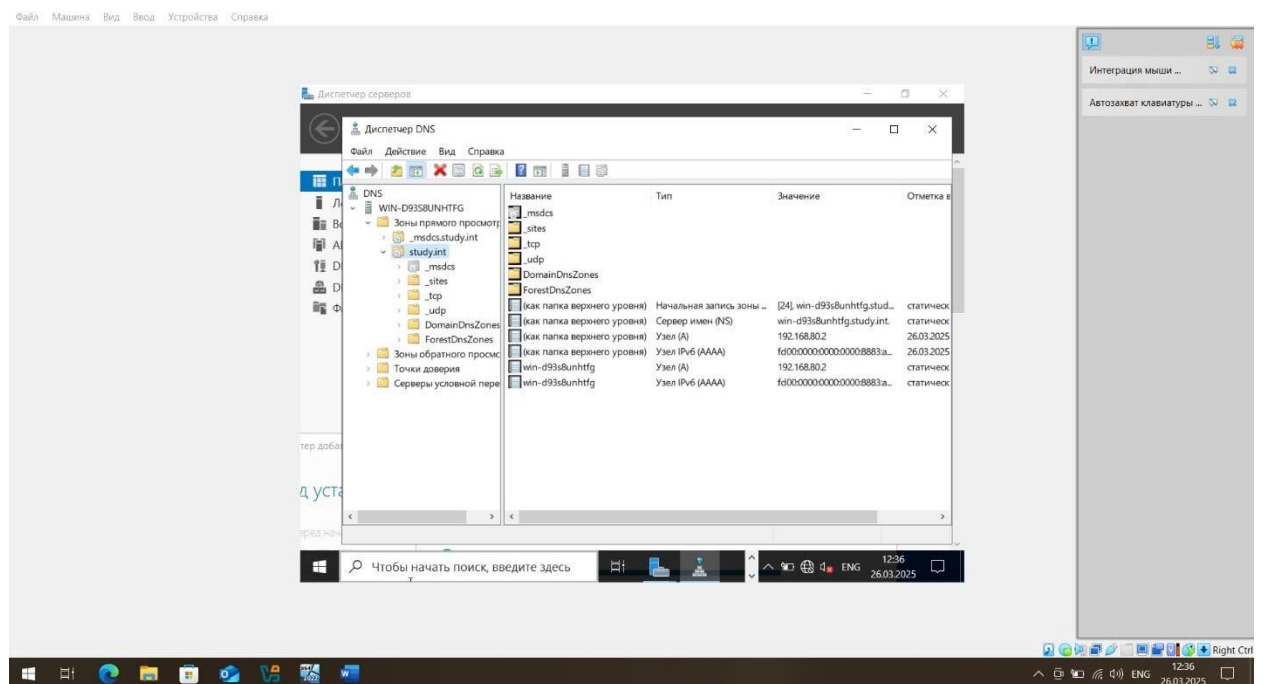 Файл Машина Вид Ввод Устройства Справка
Интеграция мыши ...
Автозахват клавиатуры ...
Диспетчер серверов
Диспетчер DNS
Файл Действие Вид Справка
DNS
WIN-D93S8UNHTFG
Зоны прямого просмотр
_msdcs.study.int
study.int
_msdcs
_sites
_tcp
_udp
DomainDnsZones
ForestDnsZones
Зоны обратного просмс
Точки доверия
Серверы условной пере
Название Тип Значение Отметка в
_msdcs
_sites
_tcp
_udp
DomainDnsZones
ForestDnsZones
(как папка верхнего уровня) Начальная запись зоны ... [24], win-d93s8unhtfg.stud... статическ
(как папка верхнего уровня) Сервер имен (NS) win-d93s8unhtfg.study.int. статическ
(как папка верхнего уровня) Узел (A) 192.168.80.2 26.03.2025
(как папка верхнего уровня) Узел IPv6 (AAAA) fd00:0000:0000:0000:8883:a... 26.03.2025
win-d93s8unhtfg Узел (A) 192.168.80.2 статическ
win-d93s8unhtfg Узел IPv6 (AAAA) fd00:0000:0000:0000:8883:a... статическ
тер добав
д уста
Чтобы начать поиск, введите здесь
ENG
12:36
26.03.2025
Right Ctrl
ENG
12:36
26.03.2025